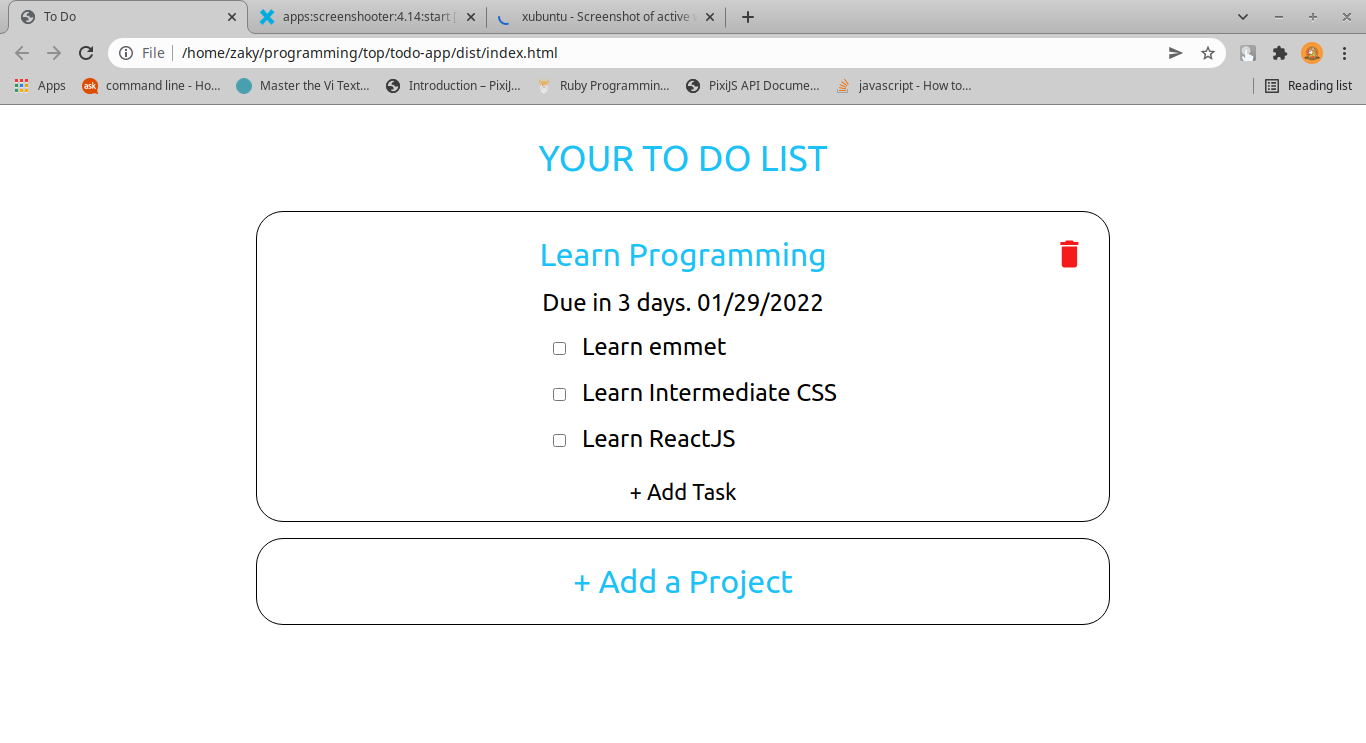 To Do
apps:screenshooter:4.14:start
xubuntu - Screenshot of active
File
/home/zaky/programming/top/todo-app/dist/index.html
Apps
ask
command line - Ho...
Master the Vi Text...
Introduction – PixiJ...
Ruby Programmin...
PixiJS API Docume...
javascript - How to...
Reading list
YOUR TO DO LIST
Learn Programming
Due in 3 days. 01/29/2022
Learn emmet
Learn Intermediate CSS
Learn ReactJS
+ Add Task
+ Add a Project